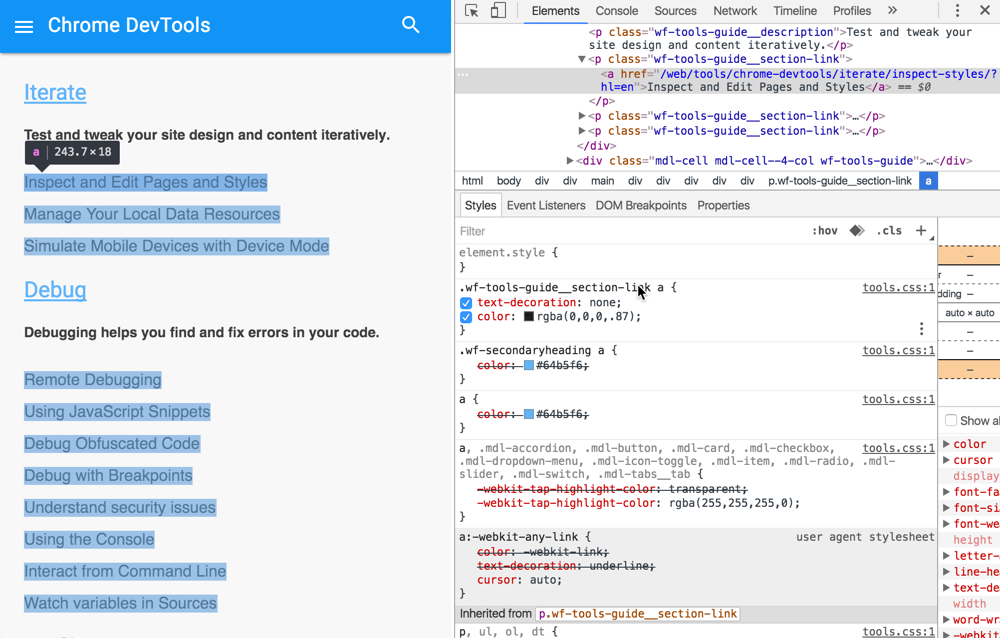 Chrome DevTools
Iterate
Test and tweak your site design and content iteratively.
a 243.7 × 18
Inspect and Edit Pages and Styles
Manage Your Local Data Resources
Simulate Mobile Devices with Device Mode
Debug
Debugging helps you find and fix errors in your code.
Remote Debugging
Using JavaScript Snippets
Debug Obfuscated Code
Debug with Breakpoints
Understand security issues
Using the Console
Interact from Command Line
Watch variables in Sources
Elements Console Sources Network Timeline Profiles »
<p class="wf-tools-guide__description">Test and tweak your
site design and content iteratively.</p>
▼<p class="wf-tools-guide__section-link">
… <a href="/web/tools/chrome-devtools/iterate/inspect-styles/?
hl=en">Inspect and Edit Pages and Styles</a> == $0
</p>
▶<p class="wf-tools-guide__section-link">…</p>
▶<p class="wf-tools-guide__section-link">…</p>
</div>
▶<div class="mdl-cell mdl-cell--4-col wf-tools-guide">…</div>
html body div div main div div div div div p.wf-tools-guide__section-link a
Styles Event Listeners DOM Breakpoints Properties
Filter :hov .cls +
element.style {
}
.wf-tools-guide__section-link a { tools.css:1
text-decoration: none;
color: rgba(0,0,0,.87);
}
.wf-secondaryheading a { tools.css:1
color: #64b5f6;
}
a { tools.css:1
color: #64b5f6;
}
a, .mdl-accordion, .mdl-button, .mdl-card, .mdl-checkbox, tools.css:1
.mdl-dropdown-menu, .mdl-icon-toggle, .mdl-item, .mdl-radio, .mdl-
slider, .mdl-switch, .mdl-tabs__tab {
-webkit-tap-highlight-color: transparent;
-webkit-tap-highlight-color: rgba(255,255,255,0);
}
a:-webkit-any-link { user agent stylesheet
color: -webkit-link;
text-decoration: underline;
cursor: auto;
}
Inherited from p.wf-tools-guide__section-link
p, ul, ol, dt { tools.css:1
–
r –
dding –
auto × auto
–
–
–
Show al
▶ color
▶ cursor
display
▶ font-fa
▶ font-si
▶ font-we
height
▶ letter-
▶ line-he
▶ text-de
width
▶ word-wr
▶ -webkit